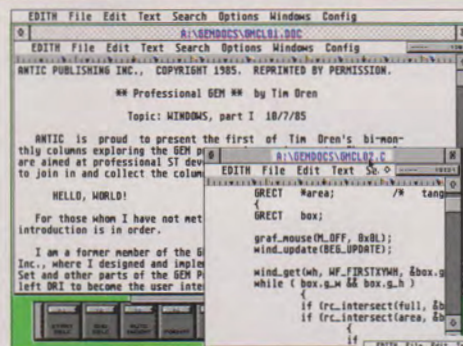 EDITH File Edit Text Search Options Windows Config
A:\GEMDOCS\GMCL01.DOC
EDITH File Edit Text Search Options Windows Config
ANTIC PUBLISHING INC., COPYRIGHT 1985. REPRINTED BY PERMISSION.
** Professional GEM ** by Tim Oren
Topic: WINDOWS, part I 10/7/85
ANTIC is proud to present the first of Tim Oren's bi-mon-
thly columns exploring the GEM p
are aimed at professional ST dev
to join in and collect the colum
HELLO, WORLD!
For those whom I have not met
introduction is in order.
I am a former member of the G
Inc., where I designed and imple
Set and other parts of the GEM P
left DRI to become the user inte
A:\GEMDOCS\GMCL02.C
EDITH File Edit Text Se
GRECT *area; /* tang
{
GRECT box;
graf_mouse(M_OFF, 0x0L);
wind_update(BEG_UPDATE);
wind_get(wh, WF_FIRSTXYWH, &box.g
while ( box.g_w && box.g_h )
{
if (rc_intersect(full, &b
if (rc_intersect(area, &b
{
if
EDITH File Edit